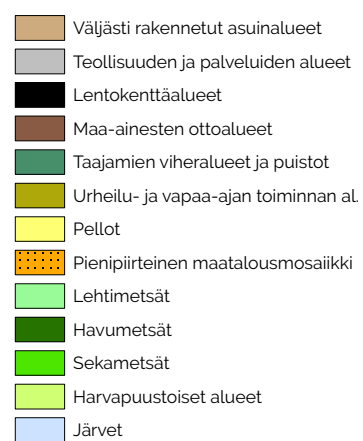 Väljästi rakennetut asuinalueet
Teollisuuden ja palveluiden alueet
Lentokenttäalueet
Maa-ainesten ottoalueet
Taajamien viheralueet ja puistot
Urheilu- ja vapaa-ajan toiminnan al.
Pellot
Pienipiirteinen maatalousmosaiikki
Lehtimetsät
Havumetsät
Sekametsät
Harvapuustoiset alueet
Järvet